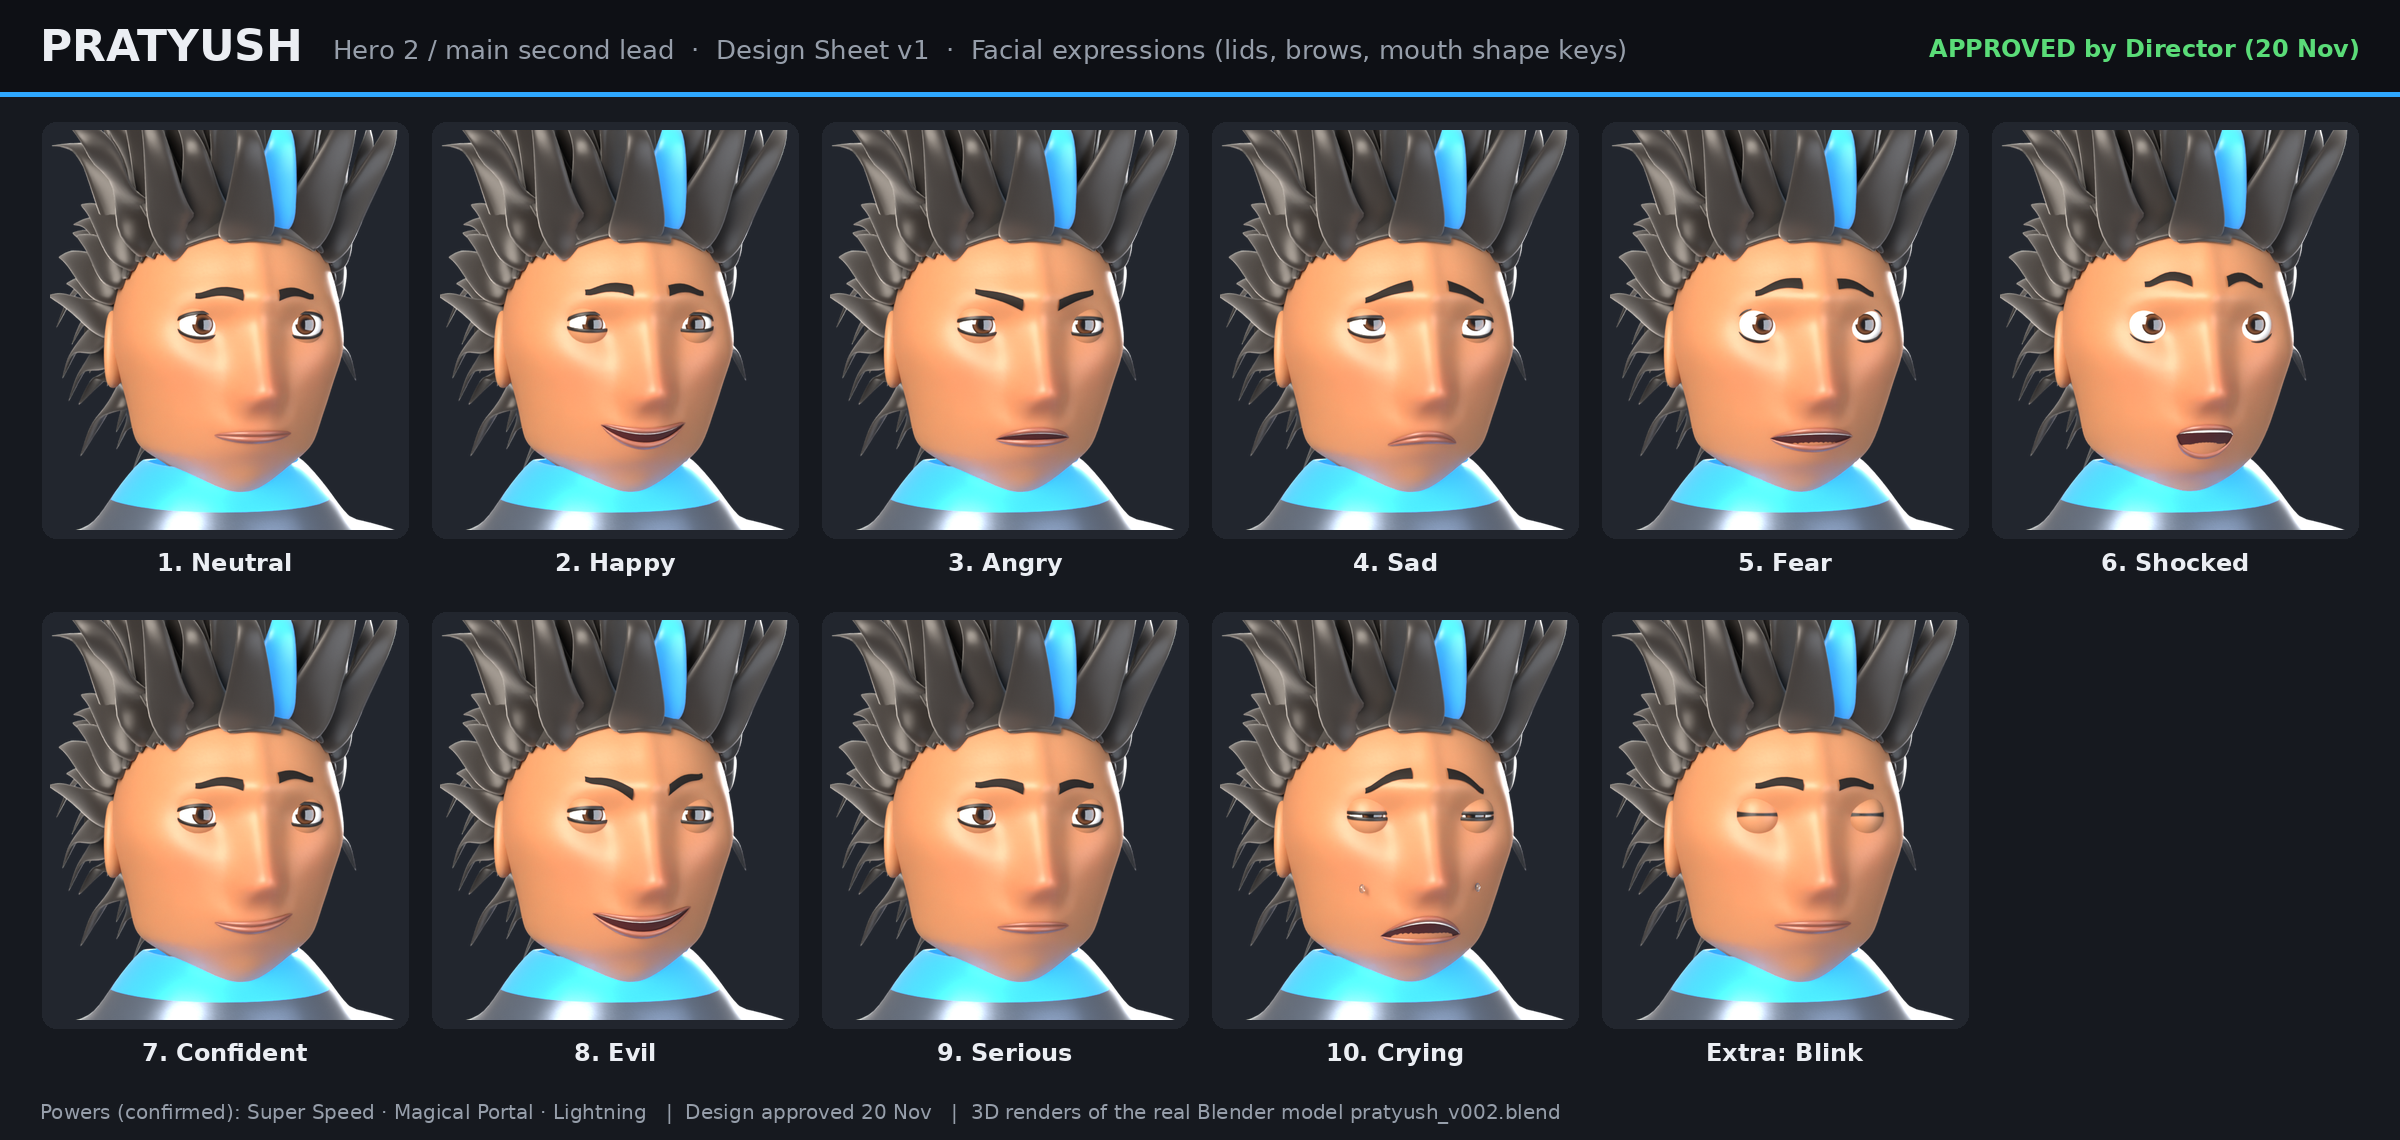 PRATYUSH Hero 2 / main second lead · Design Sheet v1 · Facial expressions (lids, brows, mouth shape keys) APPROVED by Director (20 Nov)
1. Neutral 2. Happy 3. Angry 4. Sad 5. Fear 6. Shocked
7. Confident 8. Evil 9. Serious 10. Crying Extra: Blink
Powers (confirmed): Super Speed · Magical Portal · Lightning | Design approved 20 Nov | 3D renders of the real Blender model pratyush_v002.blend